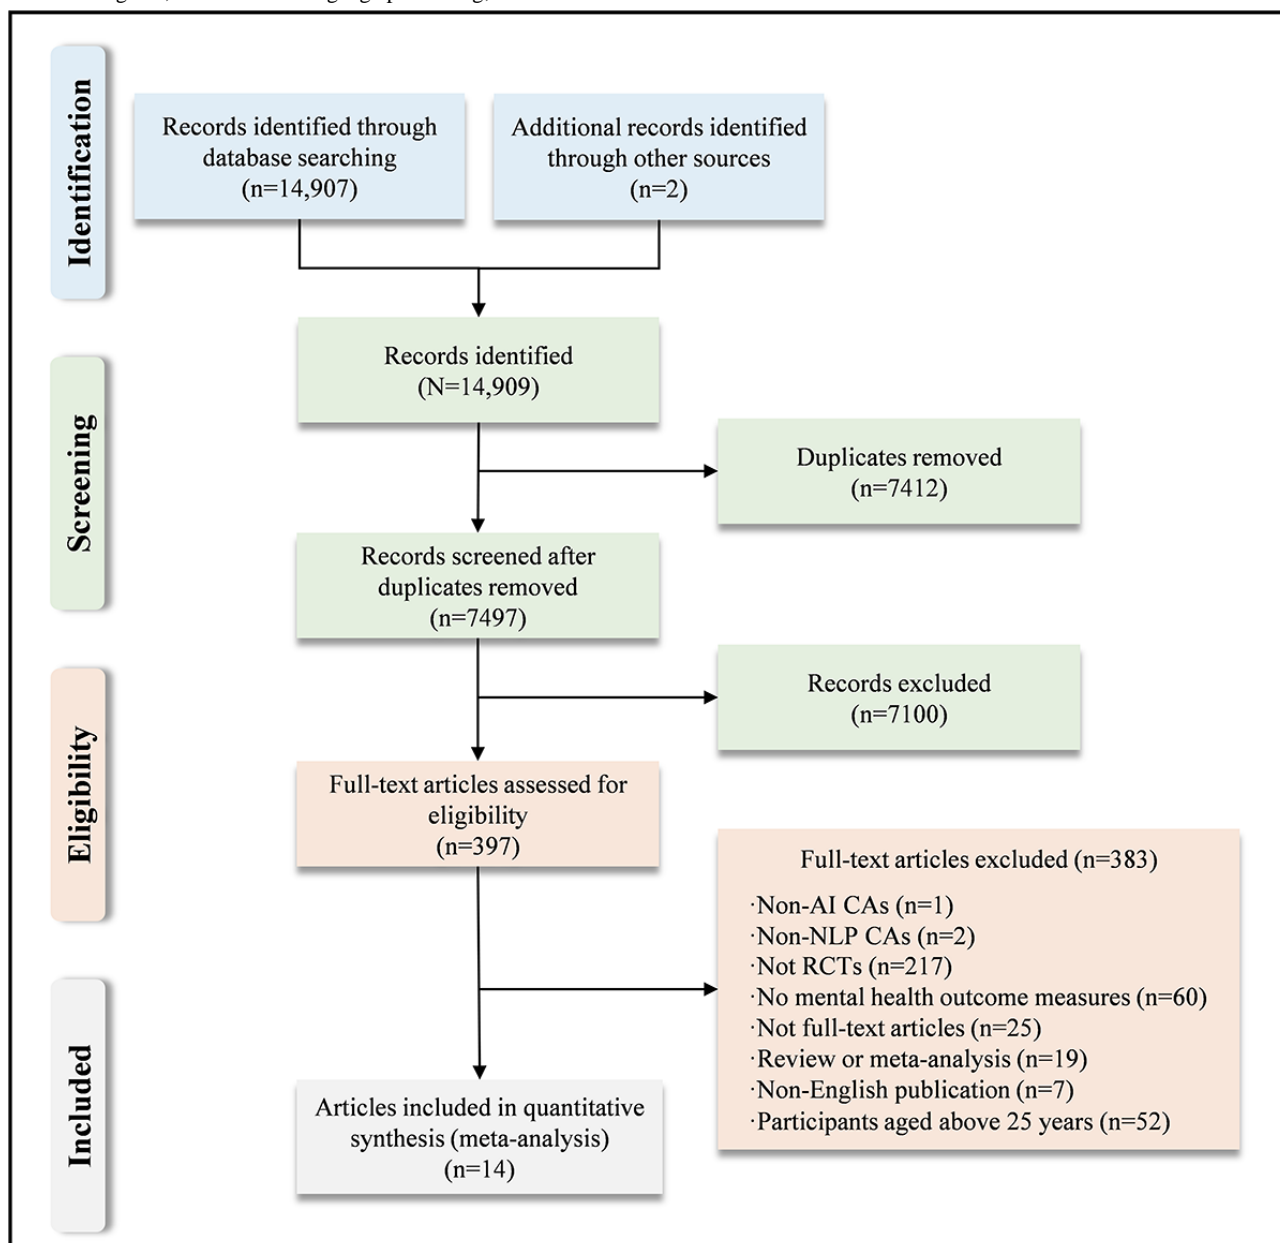 Identification
Records identified through
database searching
(n=14,907)
Additional records identified
through other sources
(n=2)
Records identified
(N=14,909)
Screening
Duplicates removed
(n=7412)
Records screened after
duplicates removed
(n=7497)
Records excluded
(n=7100)
Eligibility
Full-text articles assessed for
eligibility
(n=397)
Full-text articles excluded (n=383)
·Non-AI CAs (n=1)
·Non-NLP CAs (n=2)
·Not RCTs (n=217)
·No mental health outcome measures (n=60)
·Not full-text articles (n=25)
·Review or meta-analysis (n=19)
·Non-English publication (n=7)
·Participants aged above 25 years (n=52)
Included
Articles included in quantitative
synthesis (meta-analysis)
(n=14)